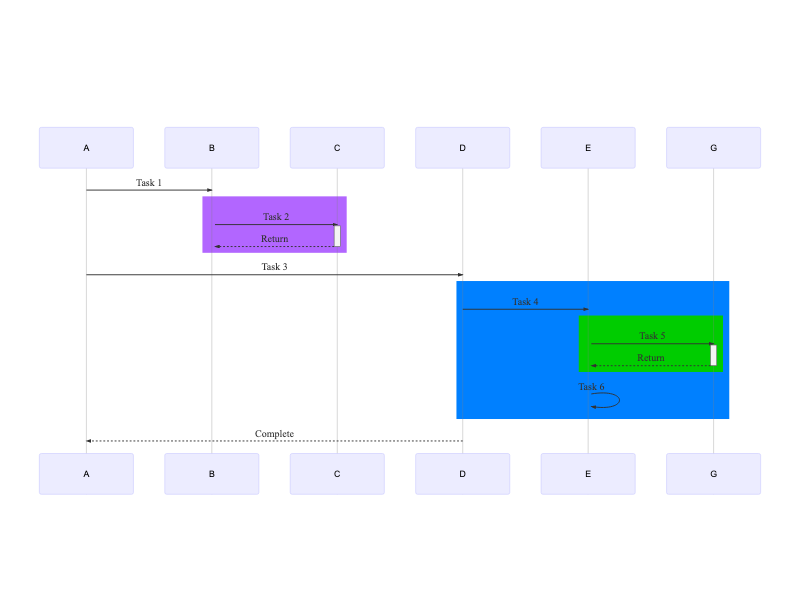 A B C D E G
Task 1
Task 2
Return
Task 3
Task 4
Task 5
Return
Task 6
Complete
A B C D E G